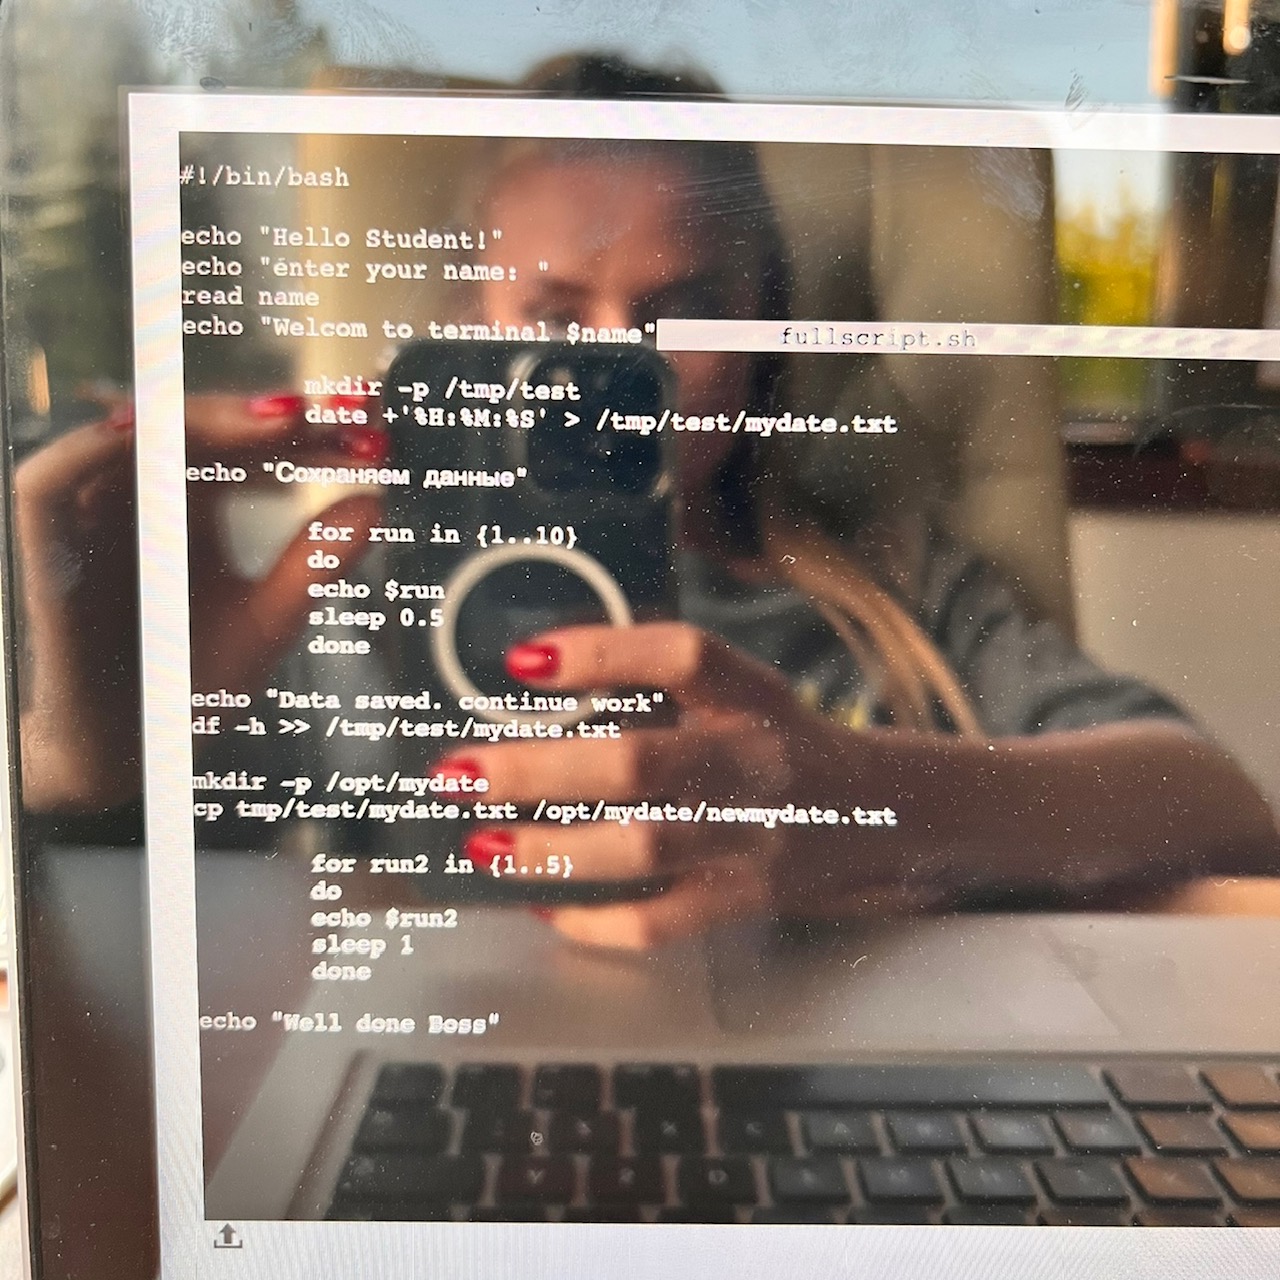 #!/bin/bash
echo "Hello Student!"
echo "énter your name: "
read name
echo "Welcom to terminal $name"
fullscript.sh
mkdir -p /tmp/test
date +'%H:%M:%S' > /tmp/test/mydate.txt
echo "Сохраняем данные"
for run in {1..10}
do
echo $run
sleep 0.5
done
echo "Data saved. continue work"
df -h >> /tmp/test/mydate.txt
mkdir -p /opt/mydate
cp tmp/test/mydate.txt /opt/mydate/newmydate.txt
for run2 in {1..5}
do
echo $run2
sleep 1
done
echo "Well done Boss"